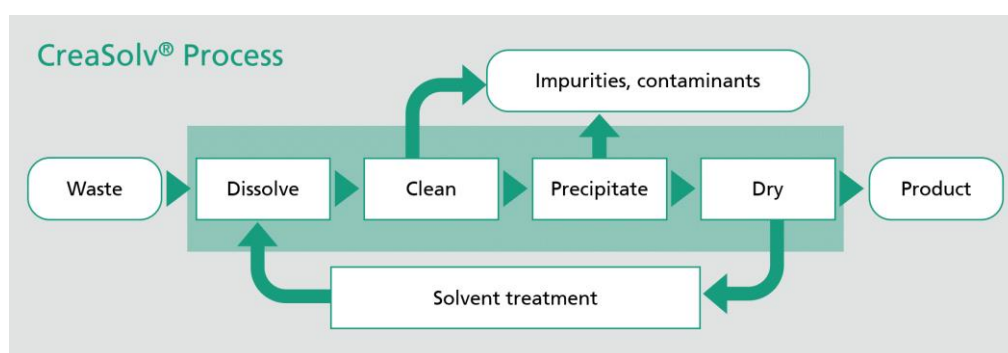 CreaSolv® Process
Impurities, contaminants
Waste
Dissolve
Clean
Precipitate
Dry
Product
Solvent treatment